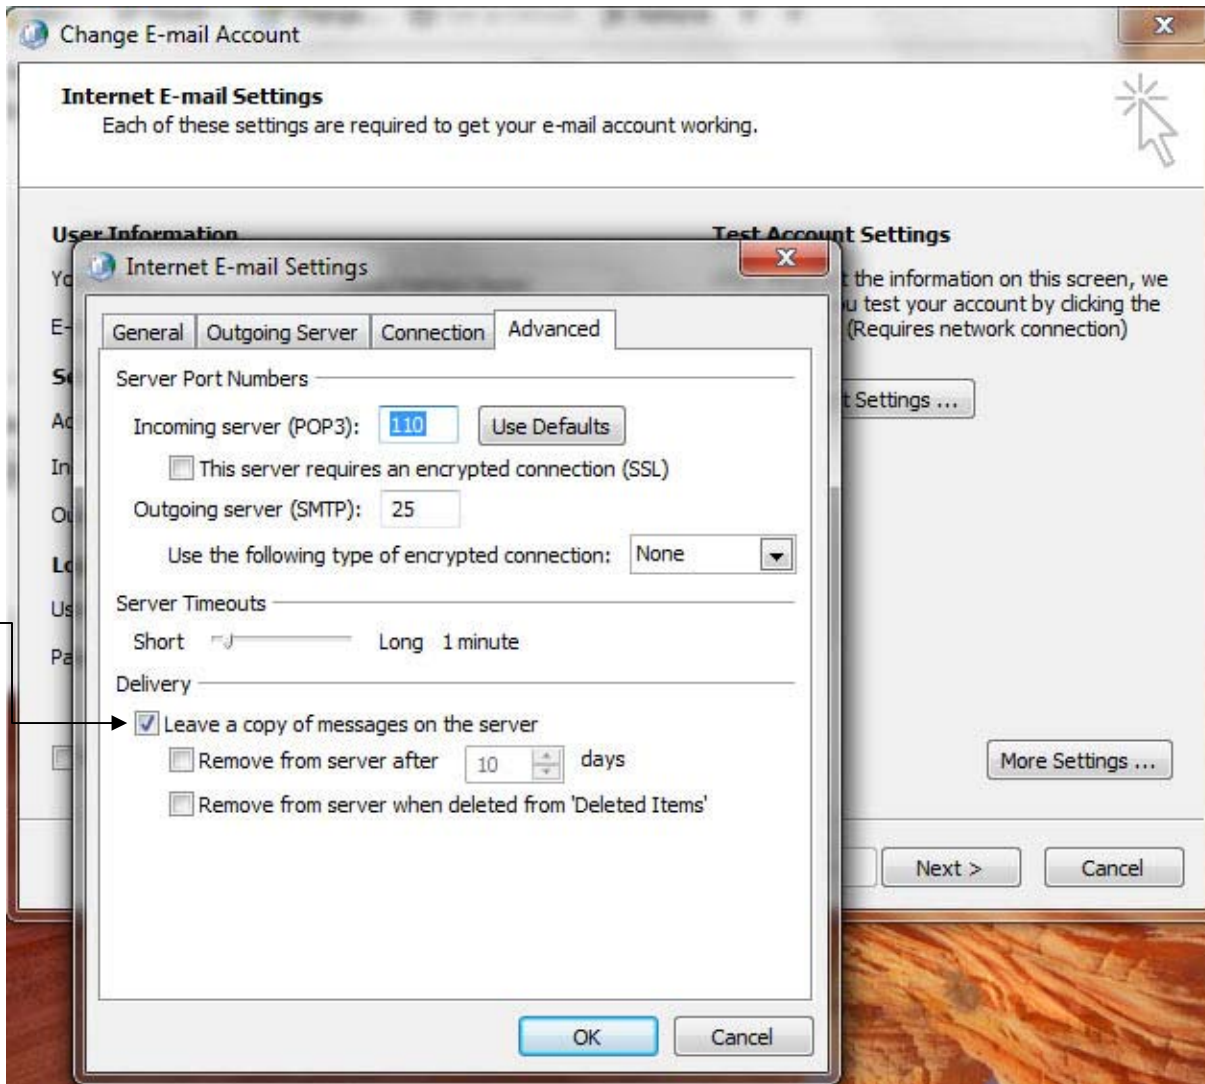 Change E-mail Account
Internet E-mail Settings
Each of these settings are required to get your e-mail account working.
User Information
Test Account Settings
Internet E-mail Settings
t the information on this screen, we
u test your account by clicking the
(Requires network connection)
General Outgoing Server Connection Advanced
Server Port Numbers
Incoming server (POP3): 110 Use Defaults
t Settings ...
This server requires an encrypted connection (SSL)
Outgoing server (SMTP): 25
Use the following type of encrypted connection: None
Server Timeouts
Short Long 1 minute
Delivery
Leave a copy of messages on the server
Remove from server after 10 days
Remove from server when deleted from 'Deleted Items'
More Settings ...
Next > Cancel
OK Cancel